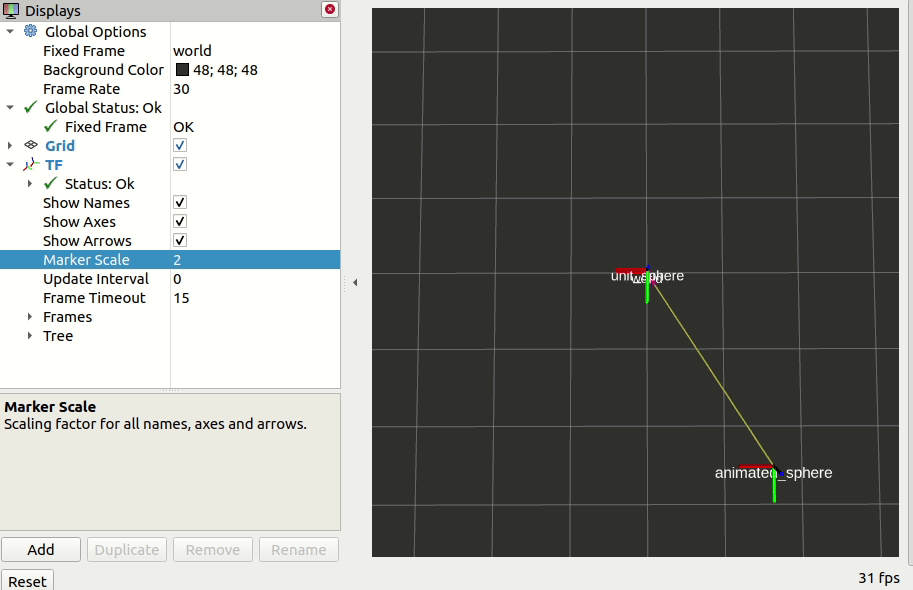 Displays
Global Options
Fixed Frame world
Background Color 48; 48; 48
Frame Rate 30
Global Status: Ok
Fixed Frame OK
Grid
TF
Status: Ok
Show Names
Show Axes
Show Arrows
Marker Scale 2
Update Interval 0
Frame Timeout 15
Frames
Tree
Marker Scale
Scaling factor for all names, axes and arrows.
Add Duplicate Remove Rename
Reset
unit_sphere
world
animated_sphere
31 fps